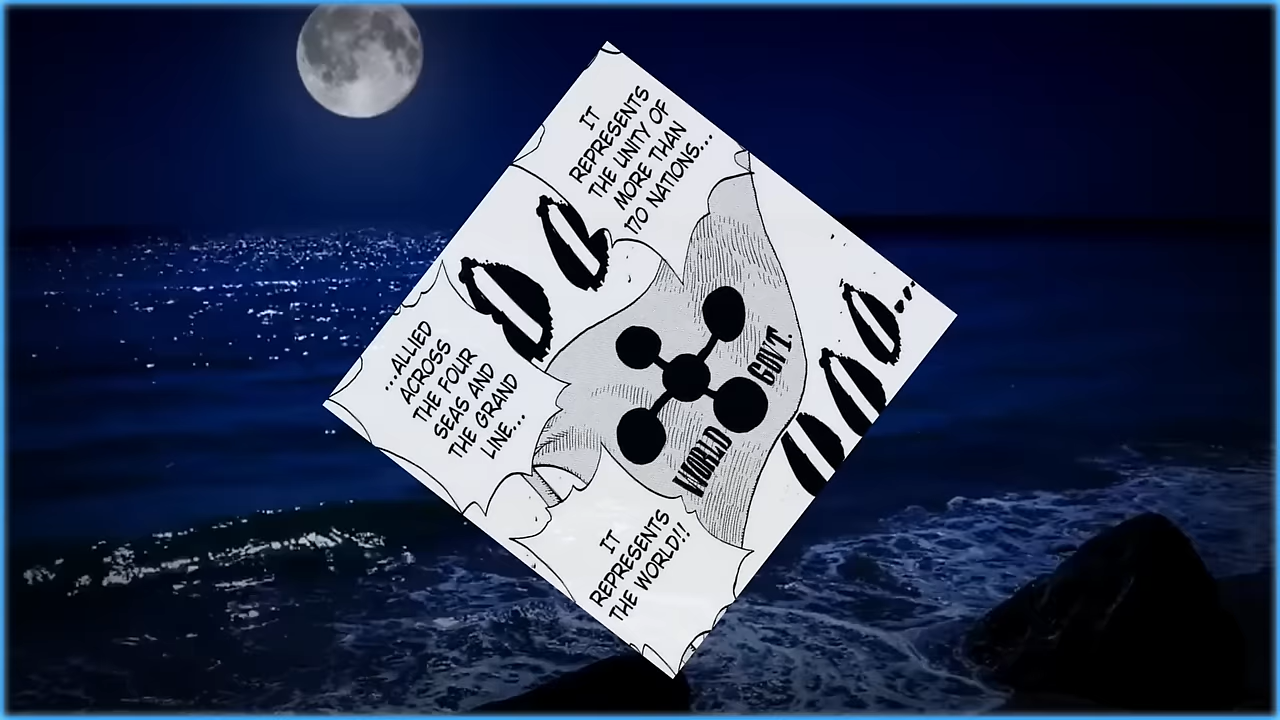 IT
REPRESENTS
THE UNITY OF
MORE THAN
170 NATIONS...
...ALLIED
ACROSS
THE FOUR
SEAS AND
THE GRAND
LINE...
WORLD GOV'T.
IT
REPRESENTS
THE WORLD!!